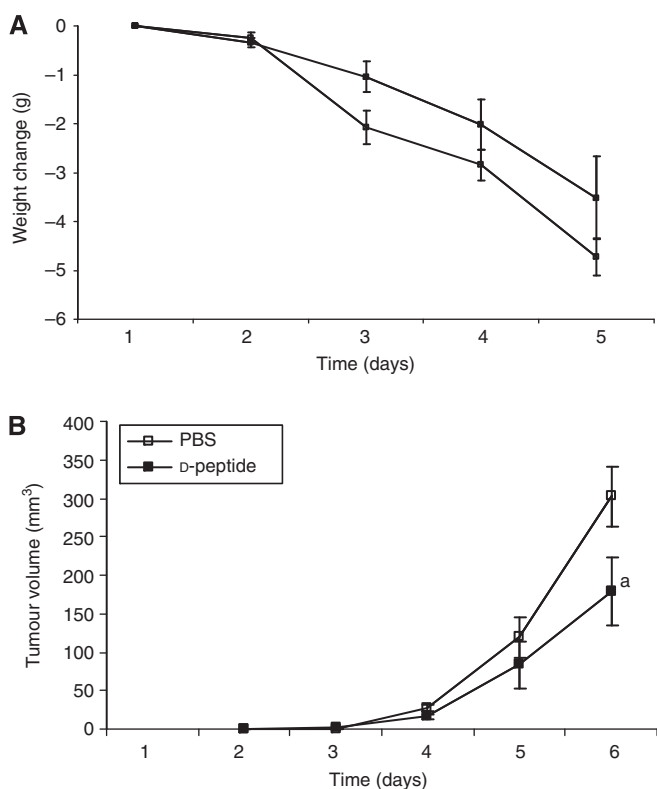 A
Weight change (g)
0
–1
–2
–3
–4
–5
–6
1 2 3 4 5
Time (days)
B
Tumour volume (mm³)
400
350
300
250
200
150
100
50
0
PBS
D-peptide
a
1 2 3 4 5 6
Time (days)